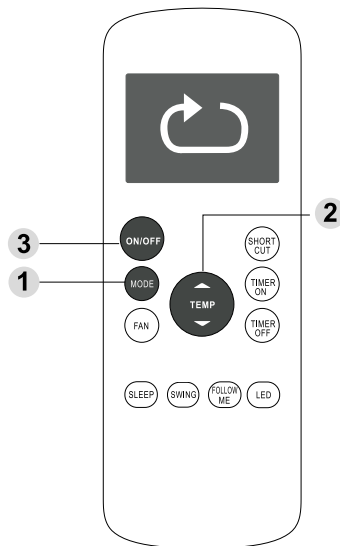 2
3
ON/OFF
SHORT
CUT
1
MODE
TEMP
TIMER
ON
FAN
TIMER
OFF
SLEEP
SWING
FOLLOW
ME
LED